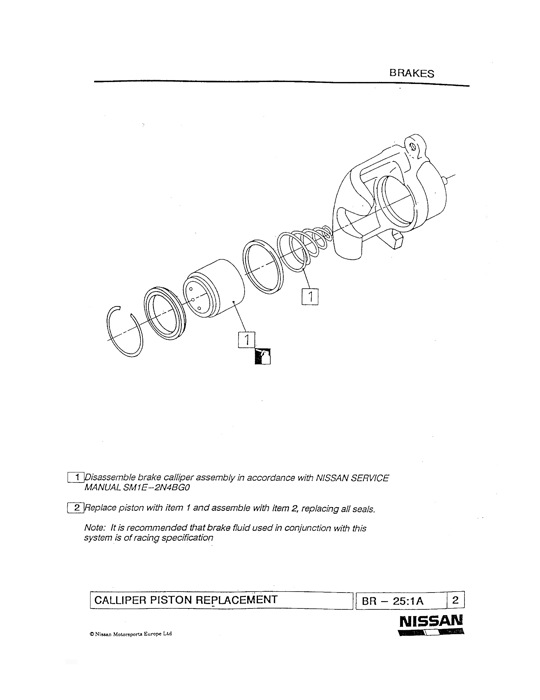 BRAKES
1
1
1 Disassemble brake calliper assembly in accordance with NISSAN SERVICE
MANUAL SM1E-2N4BG0
2 Replace piston with item 1 and assemble with item 2, replacing all seals.
Note: It is recommended that brake fluid used in conjunction with this
system is of racing specification
CALLIPER PISTON REPLACEMENT BR - 25:1A 2
NISSAN
© Nissan Motorsports Europe Ltd